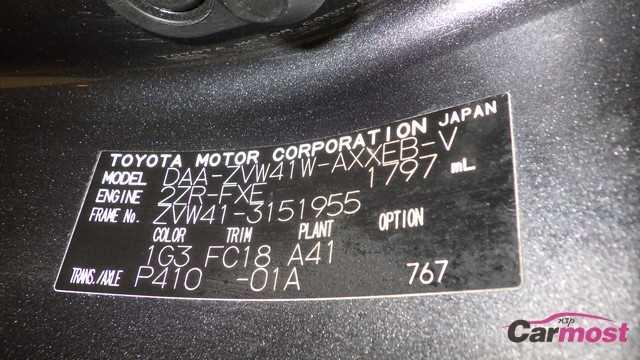 TOYOTA MOTOR CORPORATION JAPAN
MODEL DAA-ZVW41W-AXXEB-V
ENGINE 2ZR-FXE 1797 mL
FRAME No. ZVW41-3151955
COLOR TRIM PLANT OPTION
1G3 FC18 A41
TRANS./AXLE P410 -01A 767
nxp
Carmost